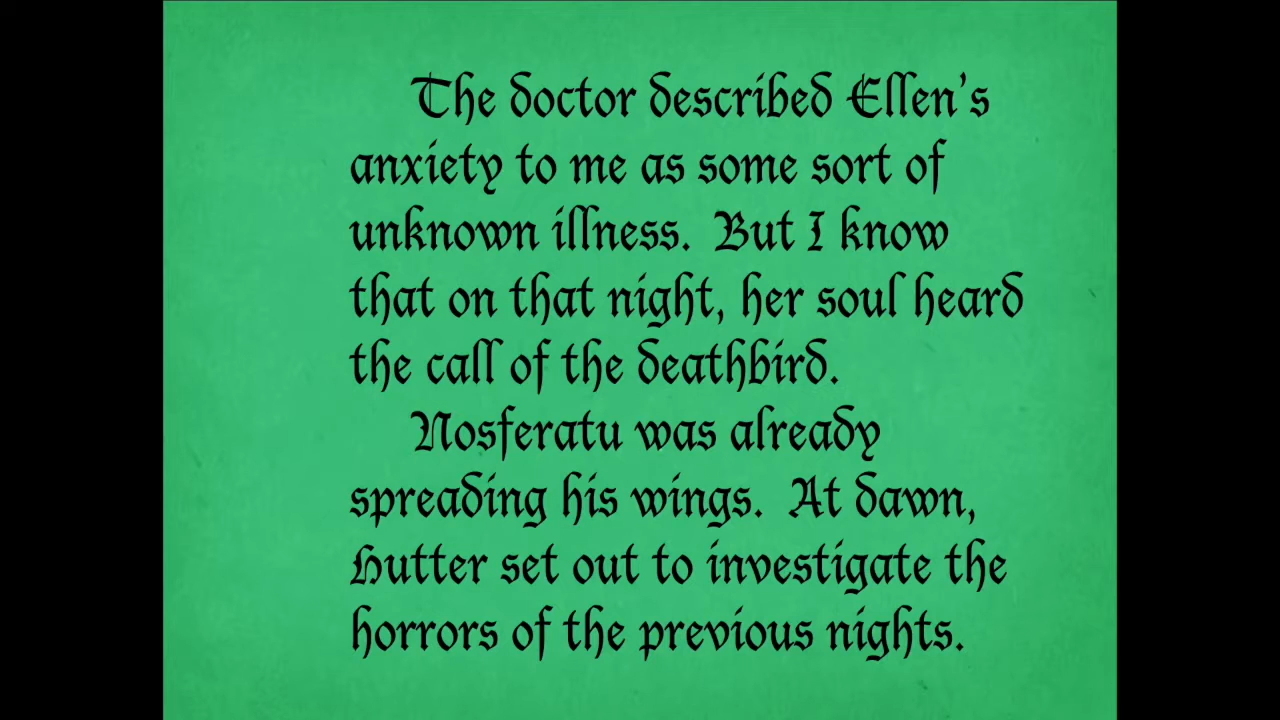 The doctor described Ellen's
anxiety to me as some sort of
unknown illness. But I know
that on that night, her soul heard
the call of the deathbird.
Nosferatu was already
spreading his wings. At dawn,
Hutter set out to investigate the
horrors of the previous nights.